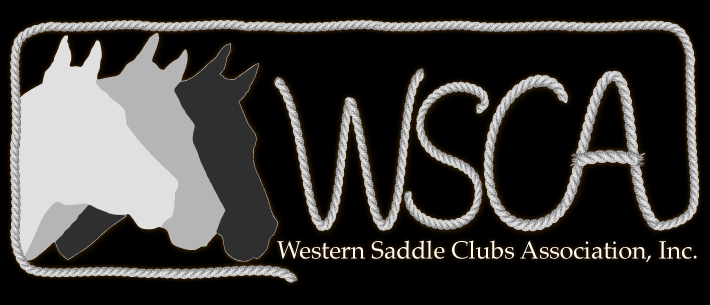 WSCA
Western Saddle Clubs Association, Inc.